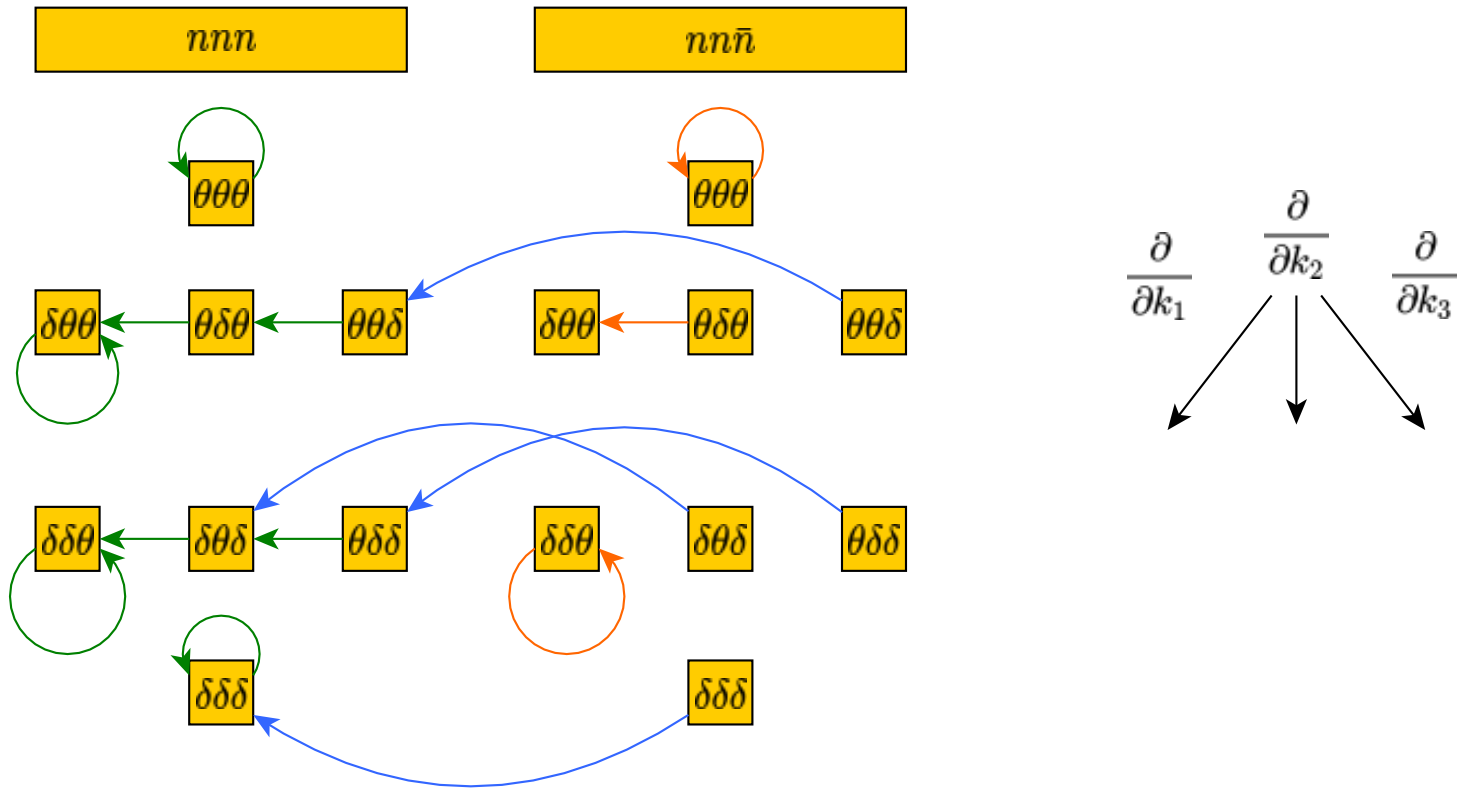 nnn nnn̄
θθθ θθθ
∂/∂k₁ ∂/∂k₂ ∂/∂k₃
δθθ θδθ θθδ δθθ θδθ θθδ
δδθ δθδ θδδ δδθ δθδ θδδ
δδδ δδδ